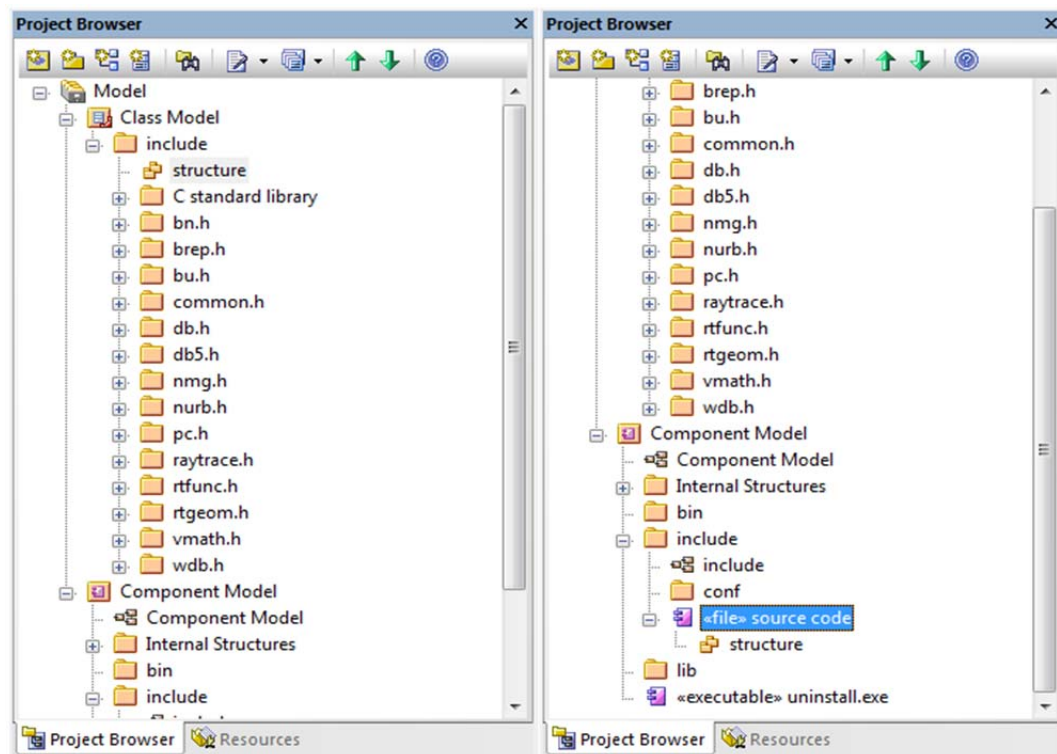 Project Browser
Model
Class Model
include
structure
C standard library
bn.h
brep.h
bu.h
common.h
db.h
db5.h
nmg.h
nurb.h
pc.h
raytrace.h
rtfunc.h
rtgeom.h
vmath.h
wdb.h
Component Model
Component Model
Internal Structures
bin
include
Project Browser Resources
Project Browser
brep.h
bu.h
common.h
db.h
db5.h
nmg.h
nurb.h
pc.h
raytrace.h
rtfunc.h
rtgeom.h
vmath.h
wdb.h
Component Model
Component Model
Internal Structures
bin
include
include
conf
«file» source code
structure
lib
«executable» uninstall.exe
Project Browser Resources